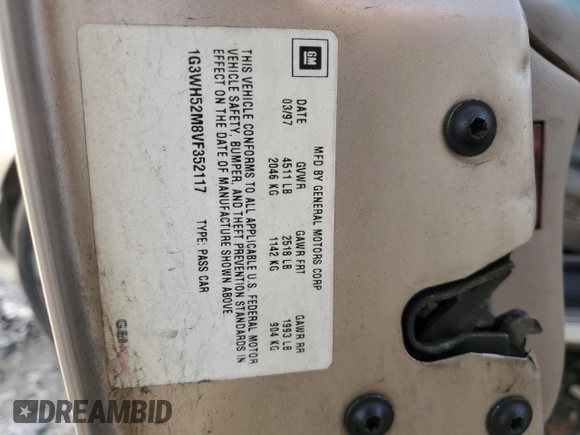 GM
MFD BY GENERAL MOTORS CORP
DATE GVWR GAWR FRT GAWR RR
03/97 4511 LB 2518 LB 1993 LB
2046 KG 1142 KG 904 KG
THIS VEHICLE CONFORMS TO ALL APPLICABLE U.S. FEDERAL MOTOR
VEHICLE SAFETY, BUMPER, AND THEFT PREVENTION STANDARDS IN
EFFECT ON THE DATE OF MANUFACTURE SHOWN ABOVE.
1G3WH52M8VF352117 TYPE: PASS CAR
DREAMBID